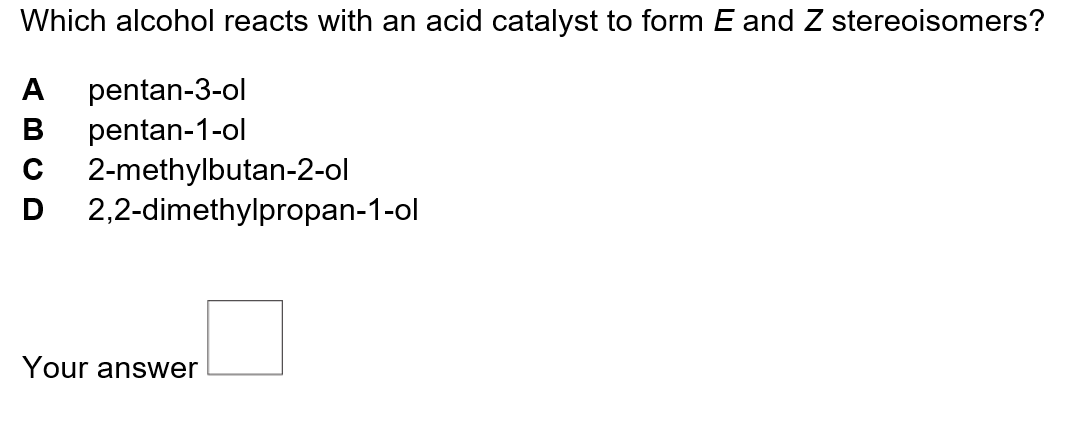 Which alcohol reacts with an acid catalyst to form E and Z stereoisomers?
A pentan-3-ol
B pentan-1-ol
C 2-methylbutan-2-ol
D 2,2-dimethylpropan-1-ol
Your answer